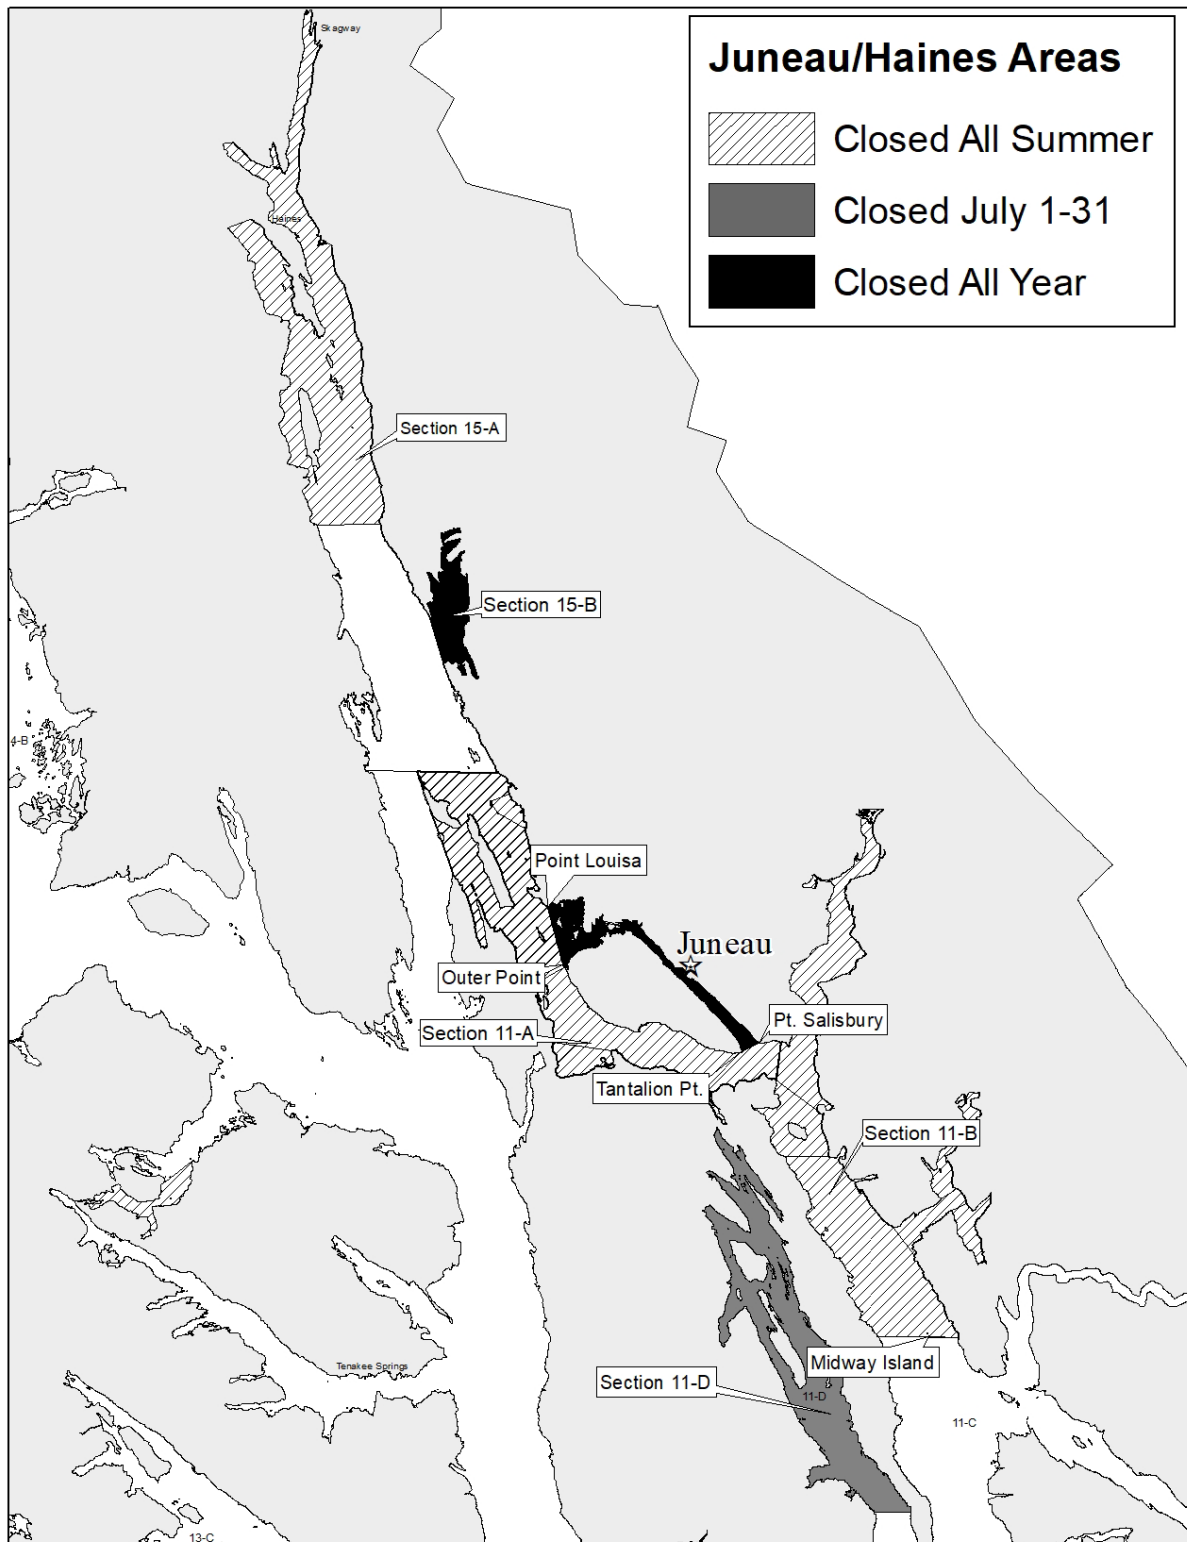 Skagway
Juneau/Haines Areas
Closed All Summer
Closed July 1-31
Closed All Year
Haines
Section 15-A
Section 15-B
4-B
Point Louisa
Juneau
Outer Point
Section 11-A
Pt. Salisbury
Tantalion Pt.
Section 11-B
Midway Island
Tenakee Springs
Section 11-D
11-D
11-C
13-C